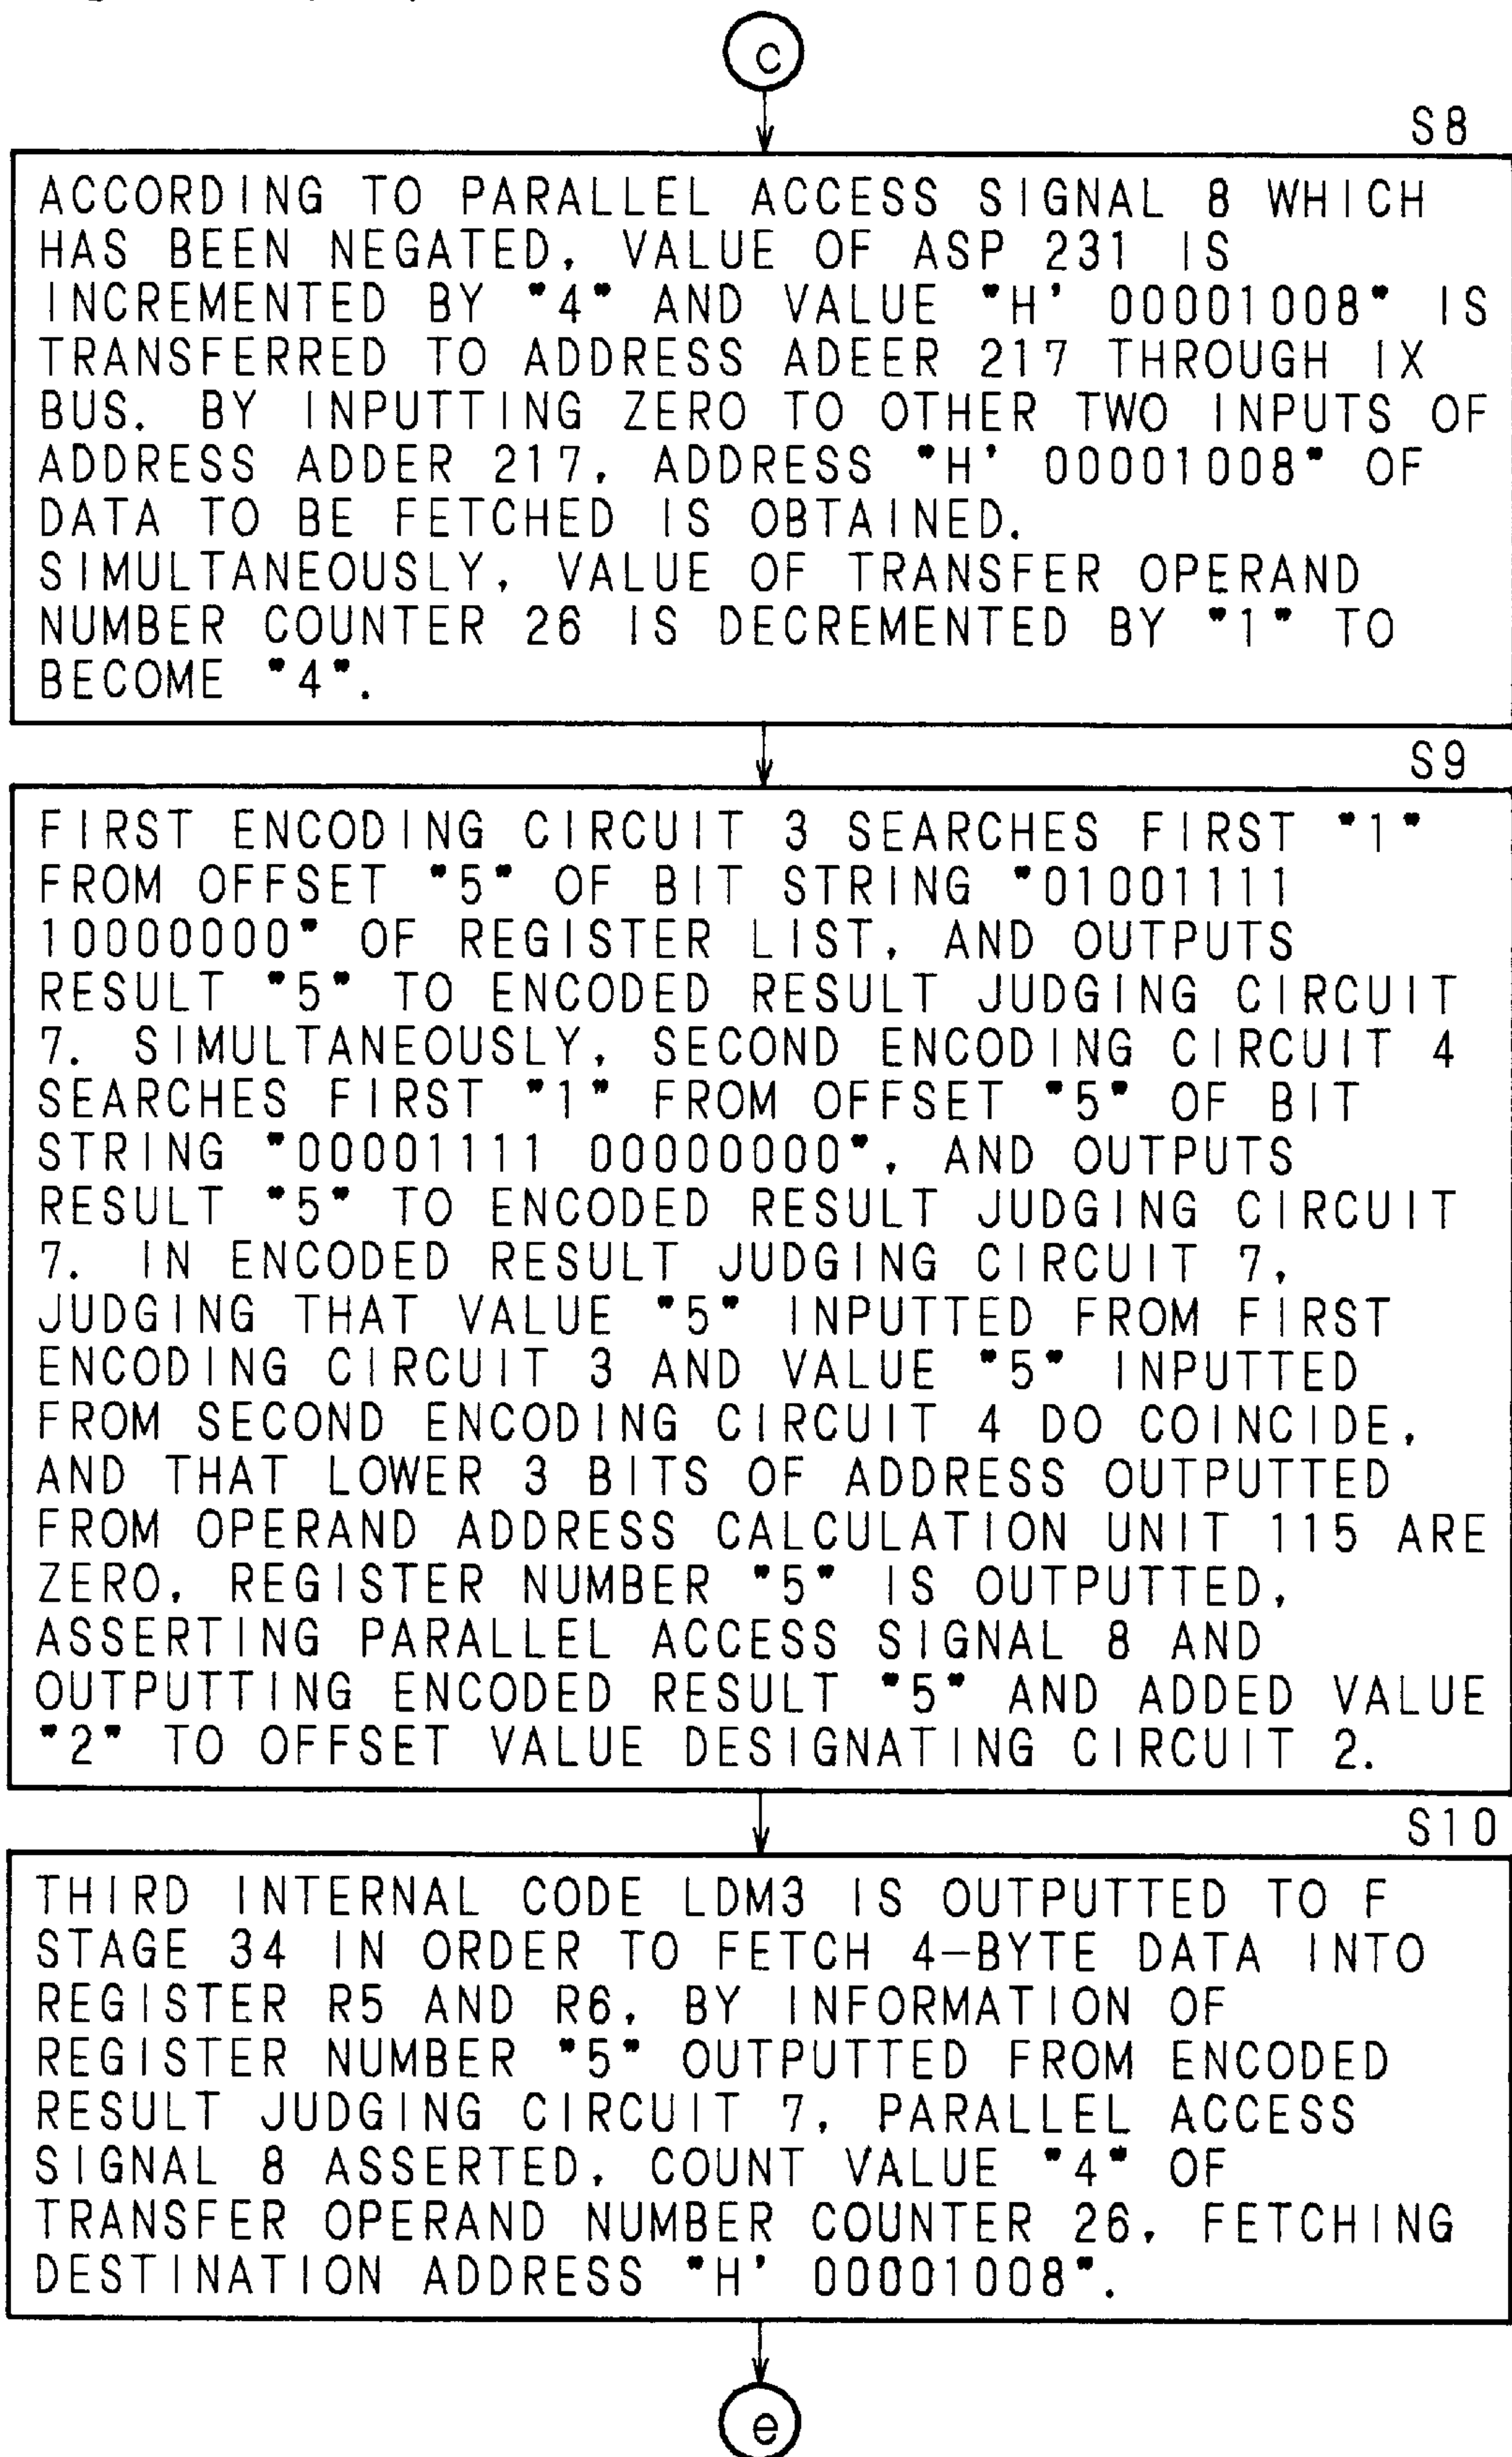 c
S8
ACCORDING TO PARALLEL ACCESS SIGNAL 8 WHICH
HAS BEEN NEGATED, VALUE OF ASP 231 IS
INCREMENTED BY "4" AND VALUE "H' 00001008" IS
TRANSFERRED TO ADDRESS ADEER 217 THROUGH IX
BUS. BY INPUTTING ZERO TO OTHER TWO INPUTS OF
ADDRESS ADDER 217, ADDRESS "H' 00001008" OF
DATA TO BE FETCHED IS OBTAINED.
SIMULTANEOUSLY, VALUE OF TRANSFER OPERAND
NUMBER COUNTER 26 IS DECREMENTED BY "1" TO
BECOME "4".
S9
FIRST ENCODING CIRCUIT 3 SEARCHES FIRST "1"
FROM OFFSET "5" OF BIT STRING "01001111
10000000" OF REGISTER LIST, AND OUTPUTS
RESULT "5" TO ENCODED RESULT JUDGING CIRCUIT
7. SIMULTANEOUSLY, SECOND ENCODING CIRCUIT 4
SEARCHES FIRST "1" FROM OFFSET "5" OF BIT
STRING "00001111 00000000", AND OUTPUTS
RESULT "5" TO ENCODED RESULT JUDGING CIRCUIT
7. IN ENCODED RESULT JUDGING CIRCUIT 7,
JUDGING THAT VALUE "5" INPUTTED FROM FIRST
ENCODING CIRCUIT 3 AND VALUE "5" INPUTTED
FROM SECOND ENCODING CIRCUIT 4 DO COINCIDE,
AND THAT LOWER 3 BITS OF ADDRESS OUTPUTTED
FROM OPERAND ADDRESS CALCULATION UNIT 115 ARE
ZERO, REGISTER NUMBER "5" IS OUTPUTTED,
ASSERTING PARALLEL ACCESS SIGNAL 8 AND
OUTPUTTING ENCODED RESULT "5" AND ADDED VALUE
"2" TO OFFSET VALUE DESIGNATING CIRCUIT 2.
S10
THIRD INTERNAL CODE LDM3 IS OUTPUTTED TO F
STAGE 34 IN ORDER TO FETCH 4-BYTE DATA INTO
REGISTER R5 AND R6, BY INFORMATION OF
REGISTER NUMBER "5" OUTPUTTED FROM ENCODED
RESULT JUDGING CIRCUIT 7, PARALLEL ACCESS
SIGNAL 8 ASSERTED, COUNT VALUE "4" OF
TRANSFER OPERAND NUMBER COUNTER 26, FETCHING
DESTINATION ADDRESS "H' 00001008".
e